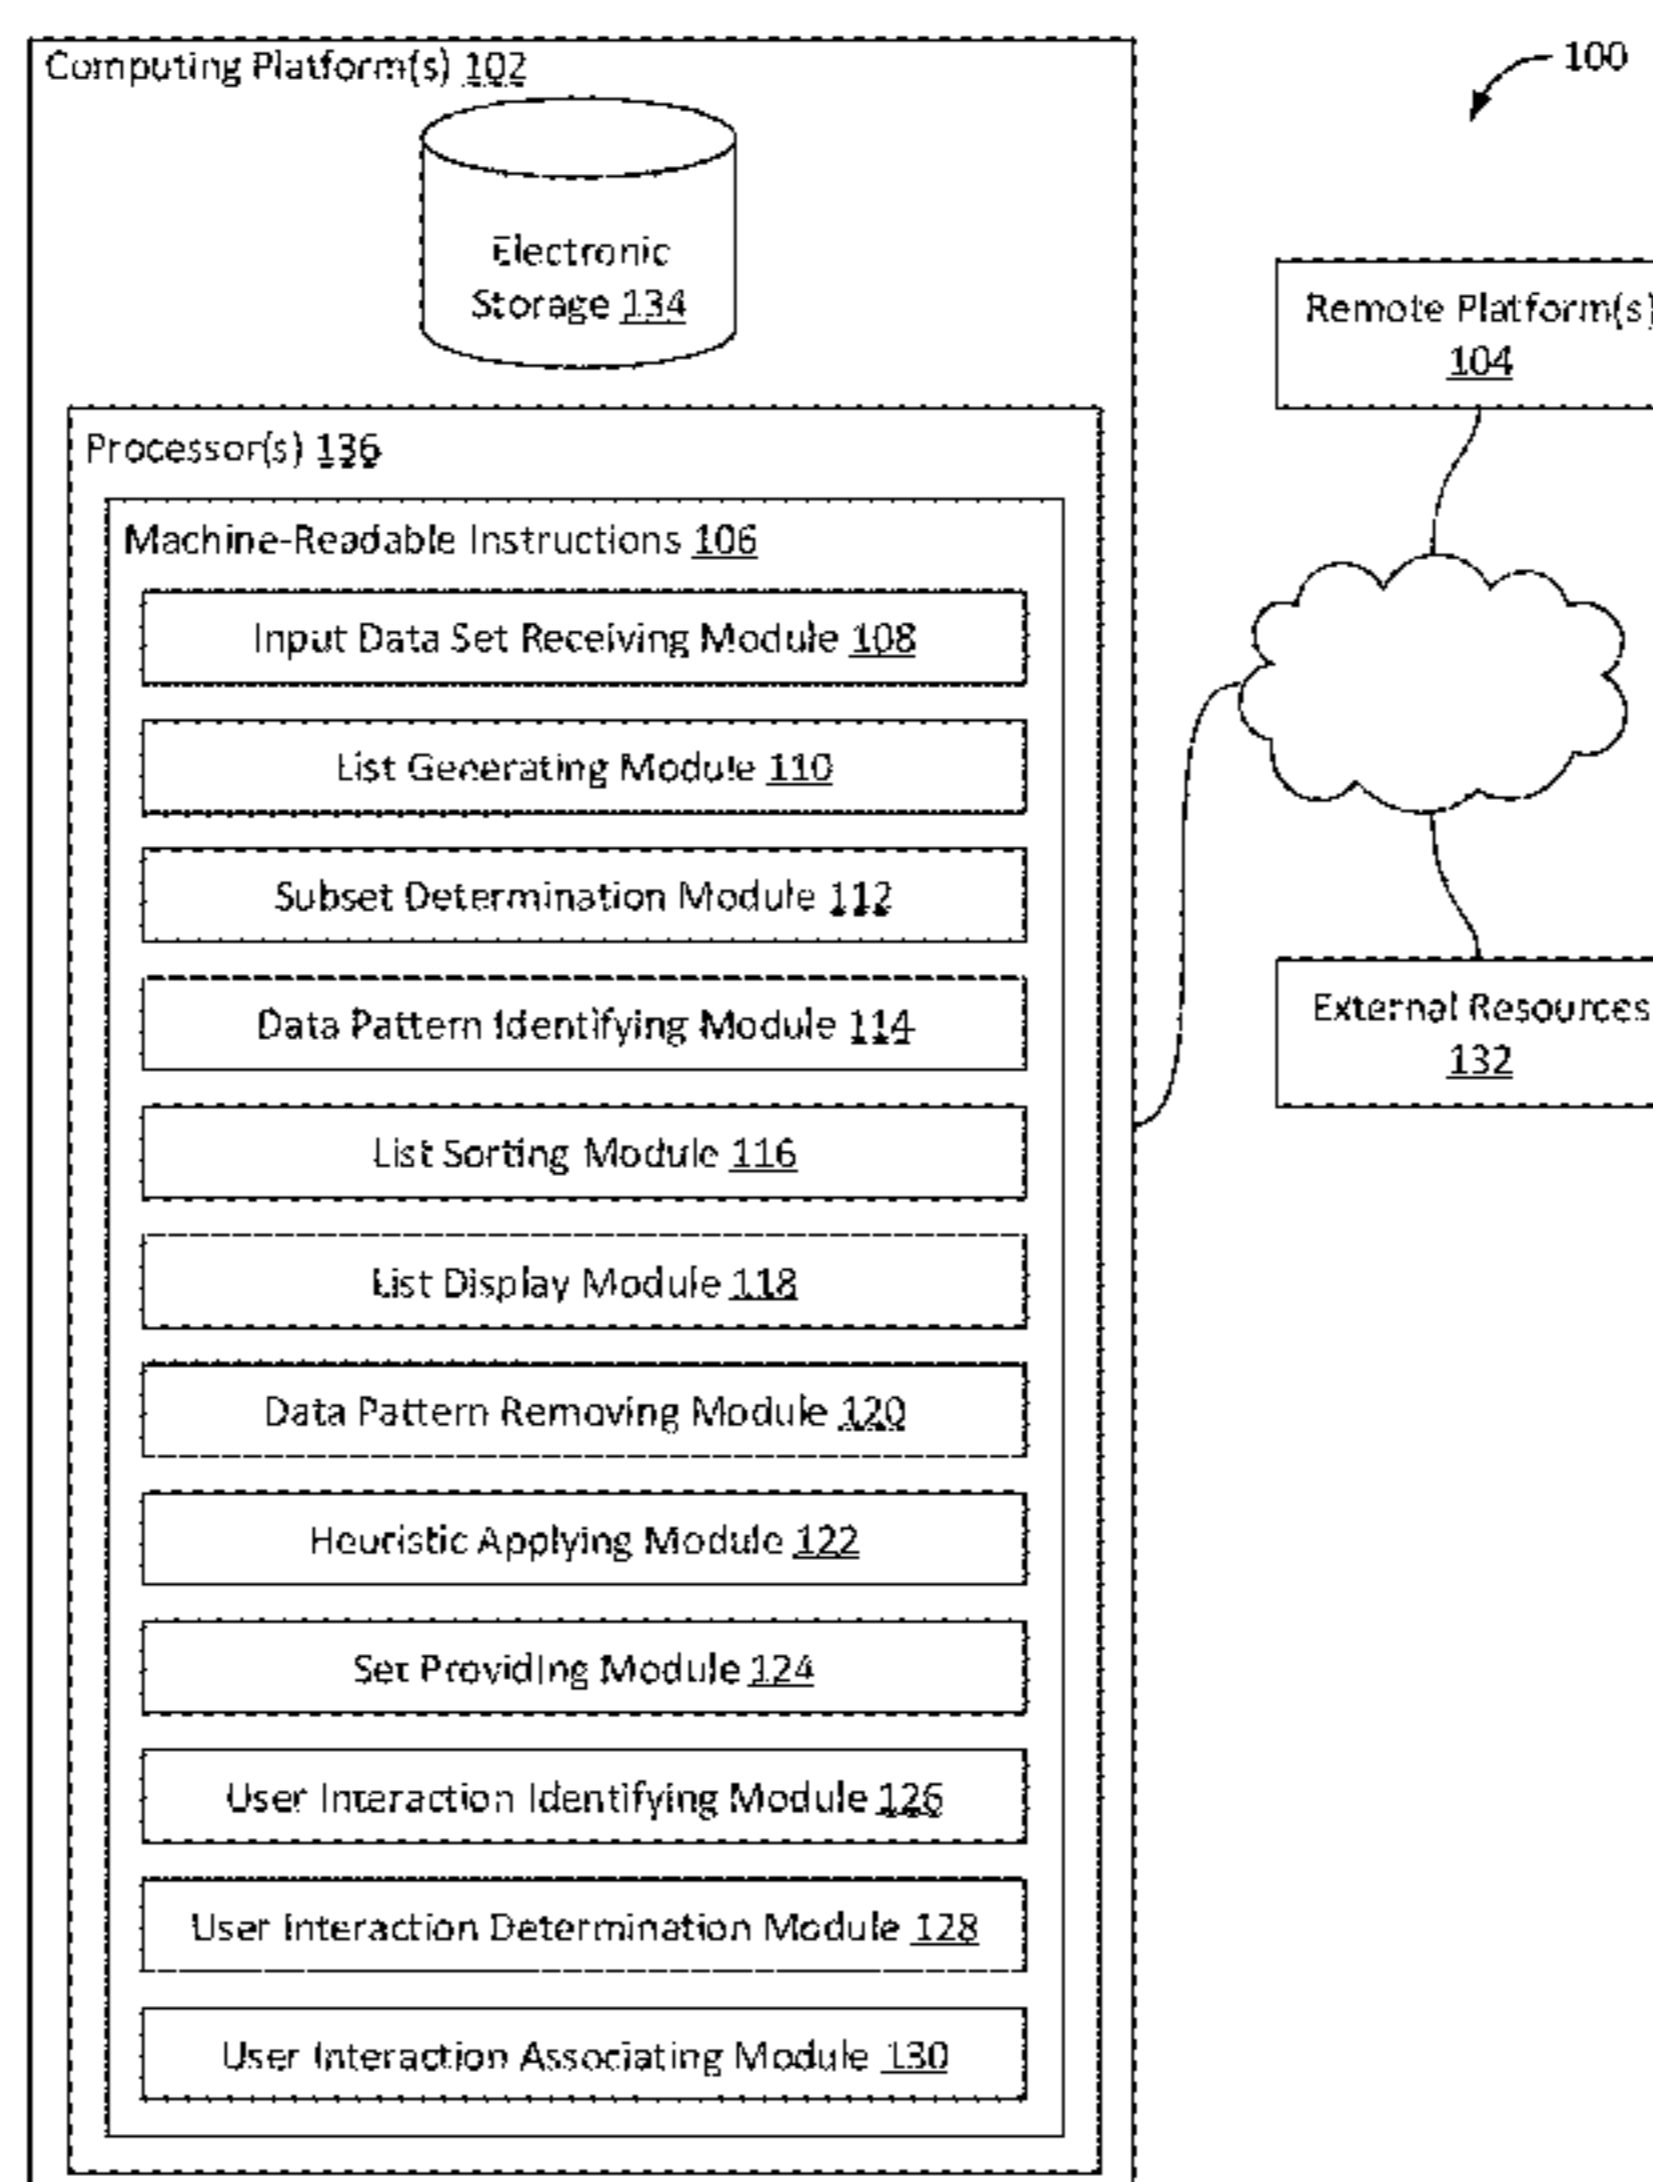 Computing Platform(s) 102
100
Electronic
Storage 134
Remote Platform(s)
104
Processor(s) 136
Machine-Readable Instructions 106
Input Data Set Receiving Module 108
List Generating Module 110
Subset Determination Module 112
Data Pattern Identifying Module 114
List Sorting Module 116
List Display Module 118
Data Pattern Removing Module 120
Heuristic Applying Module 122
Set Providing Module 124
User Interaction Identifying Module 126
User Interaction Determination Module 128
User Interaction Associating Module 130
External Resources
132